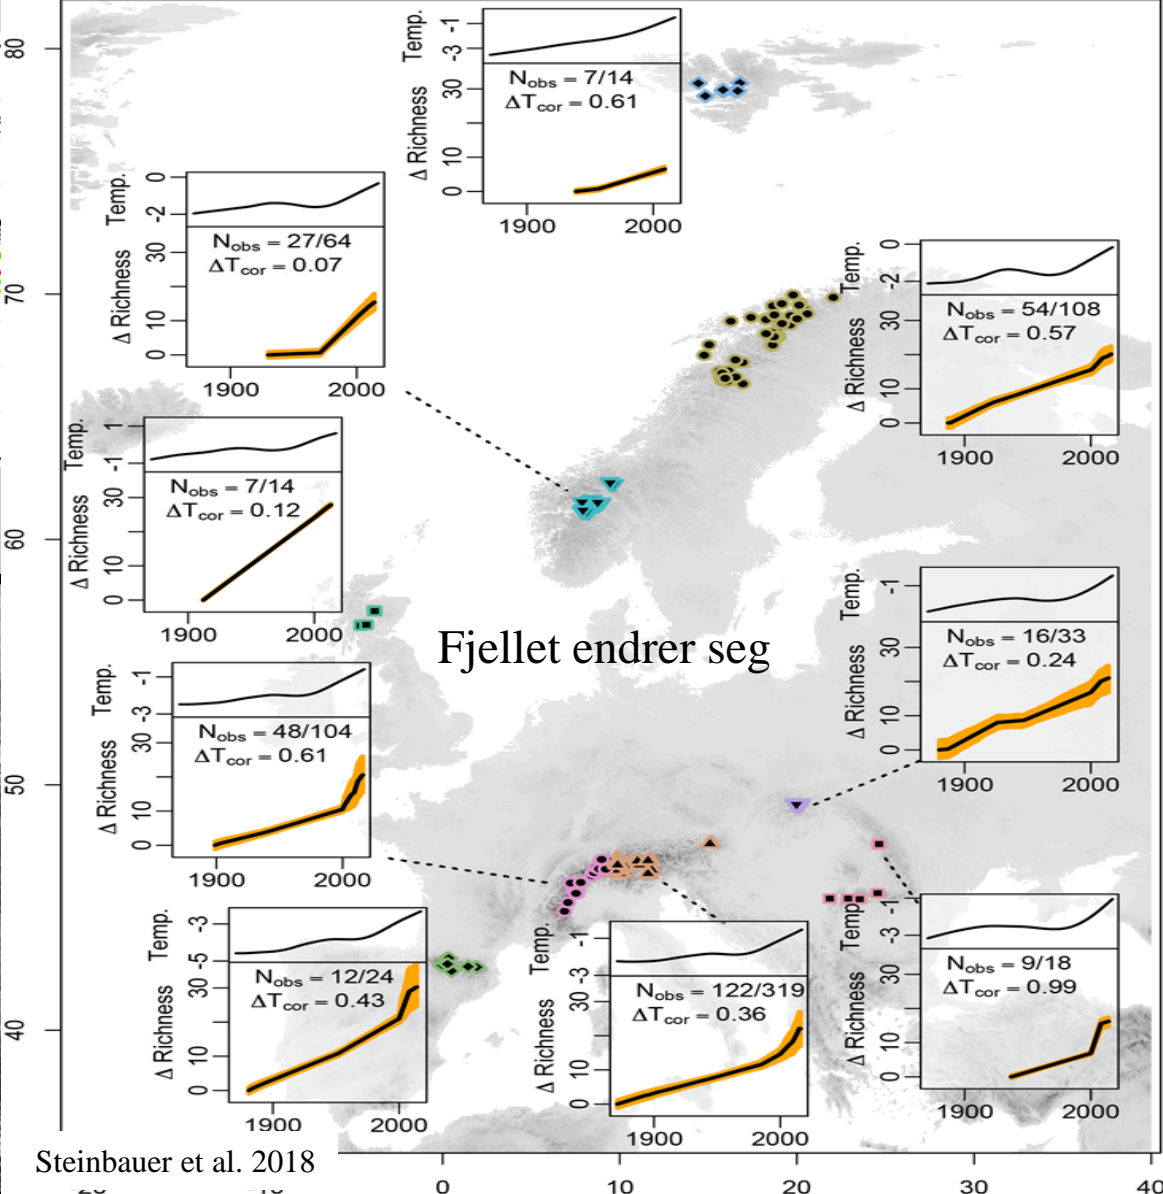 80
70
60
50
40
Temp.
-1
-3
Δ Richness
30
10
0
Nobs = 7/14
ΔTcor = 0.61
1900 2000
Temp.
0
-2
Δ Richness
30
10
0
Nobs = 27/64
ΔTcor = 0.07
1900 2000
Temp.
0
-2
Δ Richness
30
10
0
Nobs = 54/108
ΔTcor = 0.57
1900 2000
Temp.
1
-1
Δ Richness
30
10
0
Nobs = 7/14
ΔTcor = 0.12
1900 2000
Fjellet endrer seg
Temp.
-1
Δ Richness
30
10
0
Nobs = 16/33
ΔTcor = 0.24
1900 2000
Temp.
-1
-3
Δ Richness
30
10
0
Nobs = 48/104
ΔTcor = 0.61
1900 2000
Temp.
-3
-5
Δ Richness
30
10
0
Nobs = 12/24
ΔTcor = 0.43
1900 2000
Temp.
-1
-3
Δ Richness
30
10
0
Nobs = 122/319
ΔTcor = 0.36
1900 2000
Temp.
-1
-3
Δ Richness
30
10
0
Nobs = 9/18
ΔTcor = 0.99
1900 2000
Steinbauer et al. 2018
0 10 20 30 40